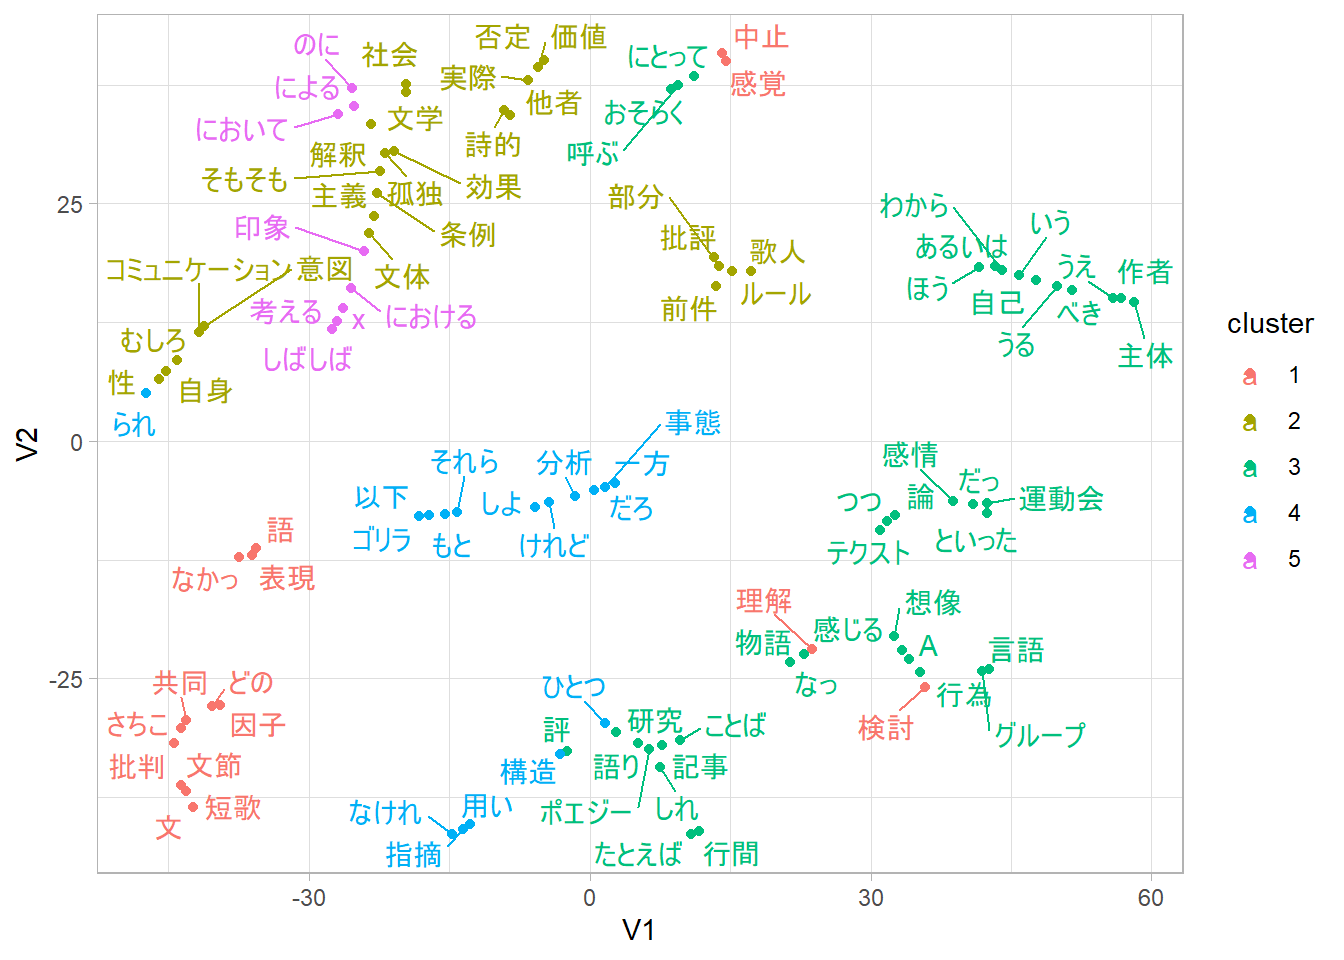 否定 価値
中止
のに
社会
にとって
実際
による
感覚
他者
おそらく
文学
において
詩的
呼ぶ
解釈
そもそも
効果
主義
孤独
部分
わから
いう
印象
条例
批評
歌人
あるいは
うえ
作者
コミュニケーション
意図
文体
ほう
前件
ルール
自己
べき
考える
x
における
むしろ
うる
主体
しばしば
性
自身
られ
事態
それら
分析
一方
感情
だっ
以下
しよ
だろ
つつ
論
運動会
語
ゴリラ
もと
けれど
テクスト
といった
なかっ
表現
理解
想像
物語
感じる
A
言語
共同
どの
ひとつ
なっ
行為
さちこ
因子
評
研究
ことば
検討
グループ
批判
文節
構造
語り
記事
短歌
なけれ
用い
ポエジー
しれ
文
指摘
たとえば
行間
25
0
-25
-30
0
30
60
V1
V2
cluster
a 1
a 2
a 3
a 4
a 5